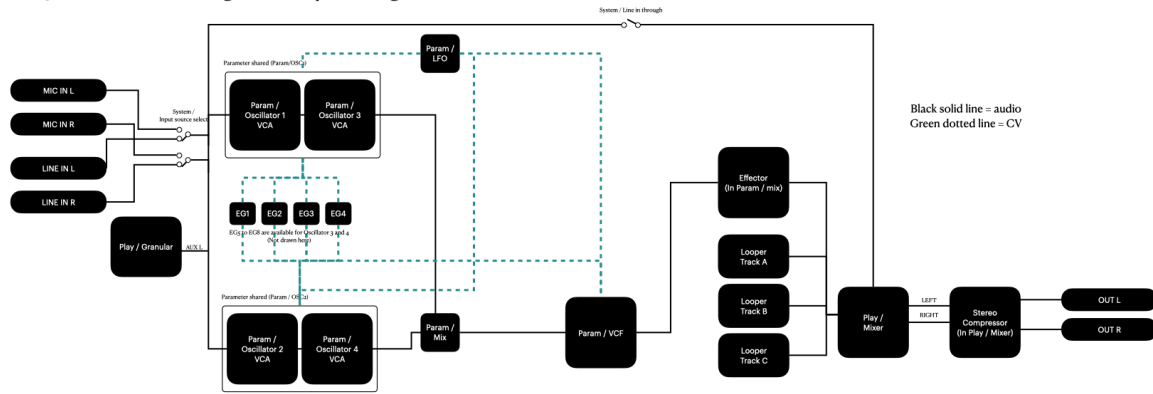 System / Line in through
Param /
LFO
Parameter shared (Param/OSCa)
MIC IN L
MIC IN R
LINE IN L
LINE IN R
System /
Input source select
Param /
Oscillator 1
VCA
Param /
Oscillator 3
VCA
Black solid line = audio
Green dotted line = CV
Effector
(In Param / mix)
EG1
EG2
EG3
EG4
EG5 to EG8 are available for Oscillator 3 and 4
(Not drawn here)
Play / Granular
AUX L
Looper
Track A
Looper
Track B
Looper
Track C
Parameter shared (Param / OSCa)
Param /
Oscillator 2
VCA
Param /
Oscillator 4
VCA
Param /
Mix
Param / VCF
Play /
Mixer
LEFT
RIGHT
Stereo
Compressor
(In Play / Mixer)
OUT L
OUT R